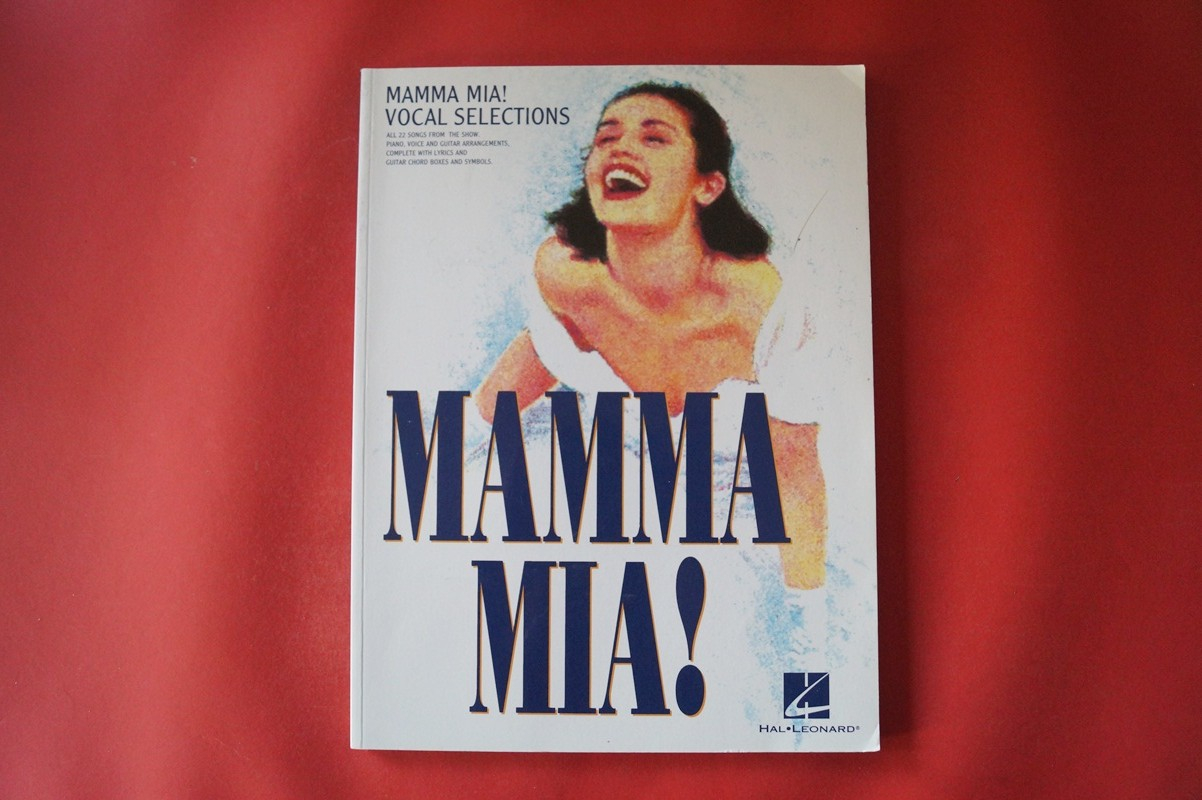 MAMMA MIA!
VOCAL SELECTIONS
ALL 22 SONGS FROM THE SHOW.
PIANO, VOICE AND GUITAR ARRANGEMENTS,
COMPLETE WITH LYRICS AND
GUITAR CHORD BOXES AND SYMBOLS.
MAMMA
MIA!
HAL•LEONARD®